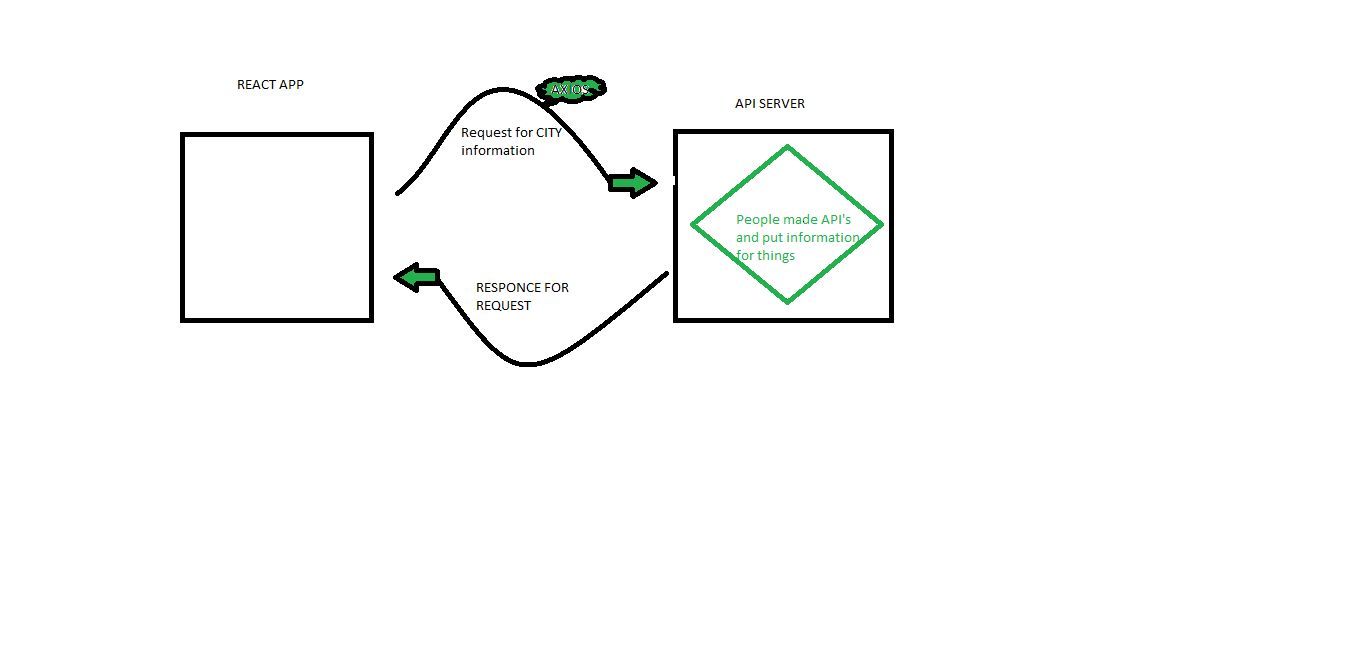 REACT APP
AXIOS
API SERVER
Request for CITY
information
People made API's
and put information
for things
RESPONCE FOR
REQUEST